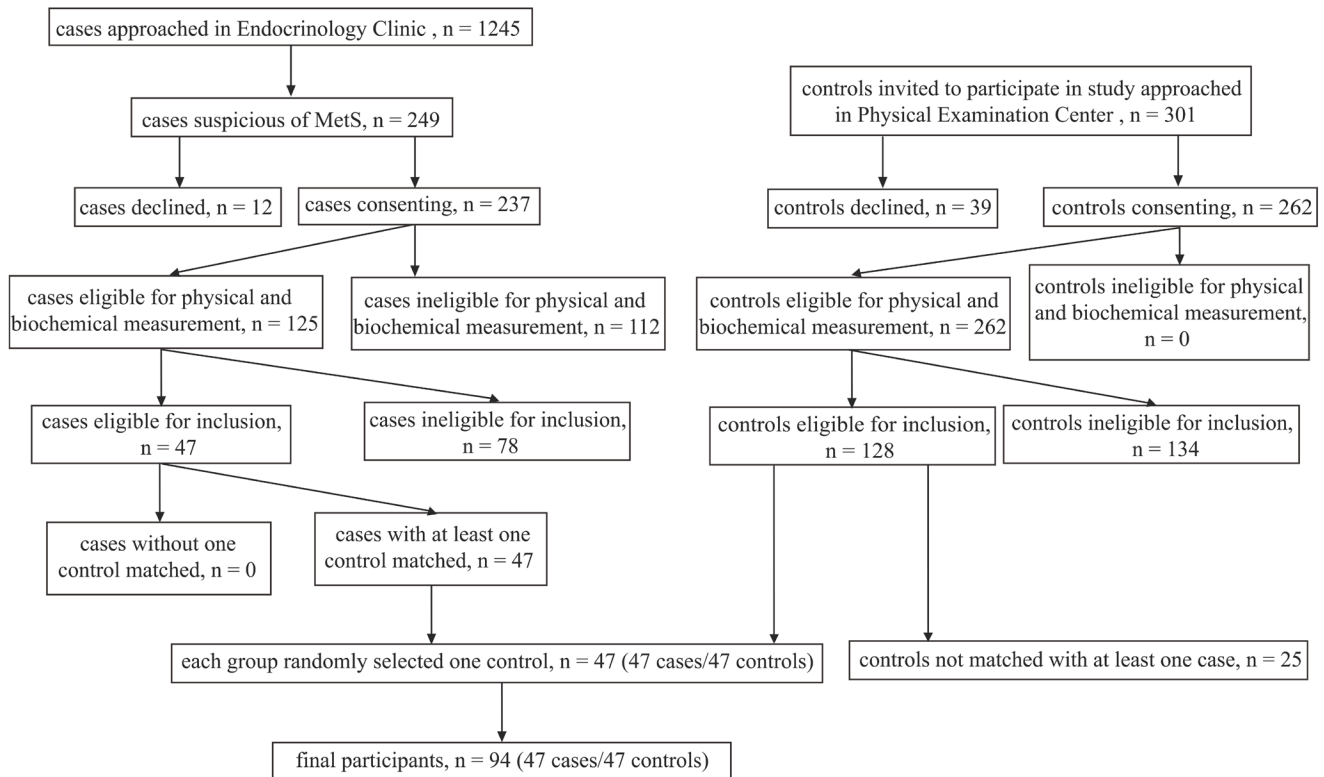 cases approached in Endocrinology Clinic , n = 1245
controls invited to participate in study approached
in Physical Examination Center , n = 301
cases suspicious of MetS, n = 249
cases declined, n = 12
cases consenting, n = 237
controls declined, n = 39
controls consenting, n = 262
cases eligible for physical and
biochemical measurement, n = 125
cases ineligible for physical and
biochemical measurement, n = 112
controls eligible for physical and
biochemical measurement, n = 262
controls ineligible for physical
and biochemical measurement,
n = 0
cases eligible for inclusion,
n = 47
cases ineligible for inclusion,
n = 78
controls eligible for inclusion,
n = 128
controls ineligible for inclusion,
n = 134
cases without one
control matched, n = 0
cases with at least one
control matched, n = 47
each group randomly selected one control, n = 47 (47 cases/47 controls)
controls not matched with at least one case, n = 25
final participants, n = 94 (47 cases/47 controls)